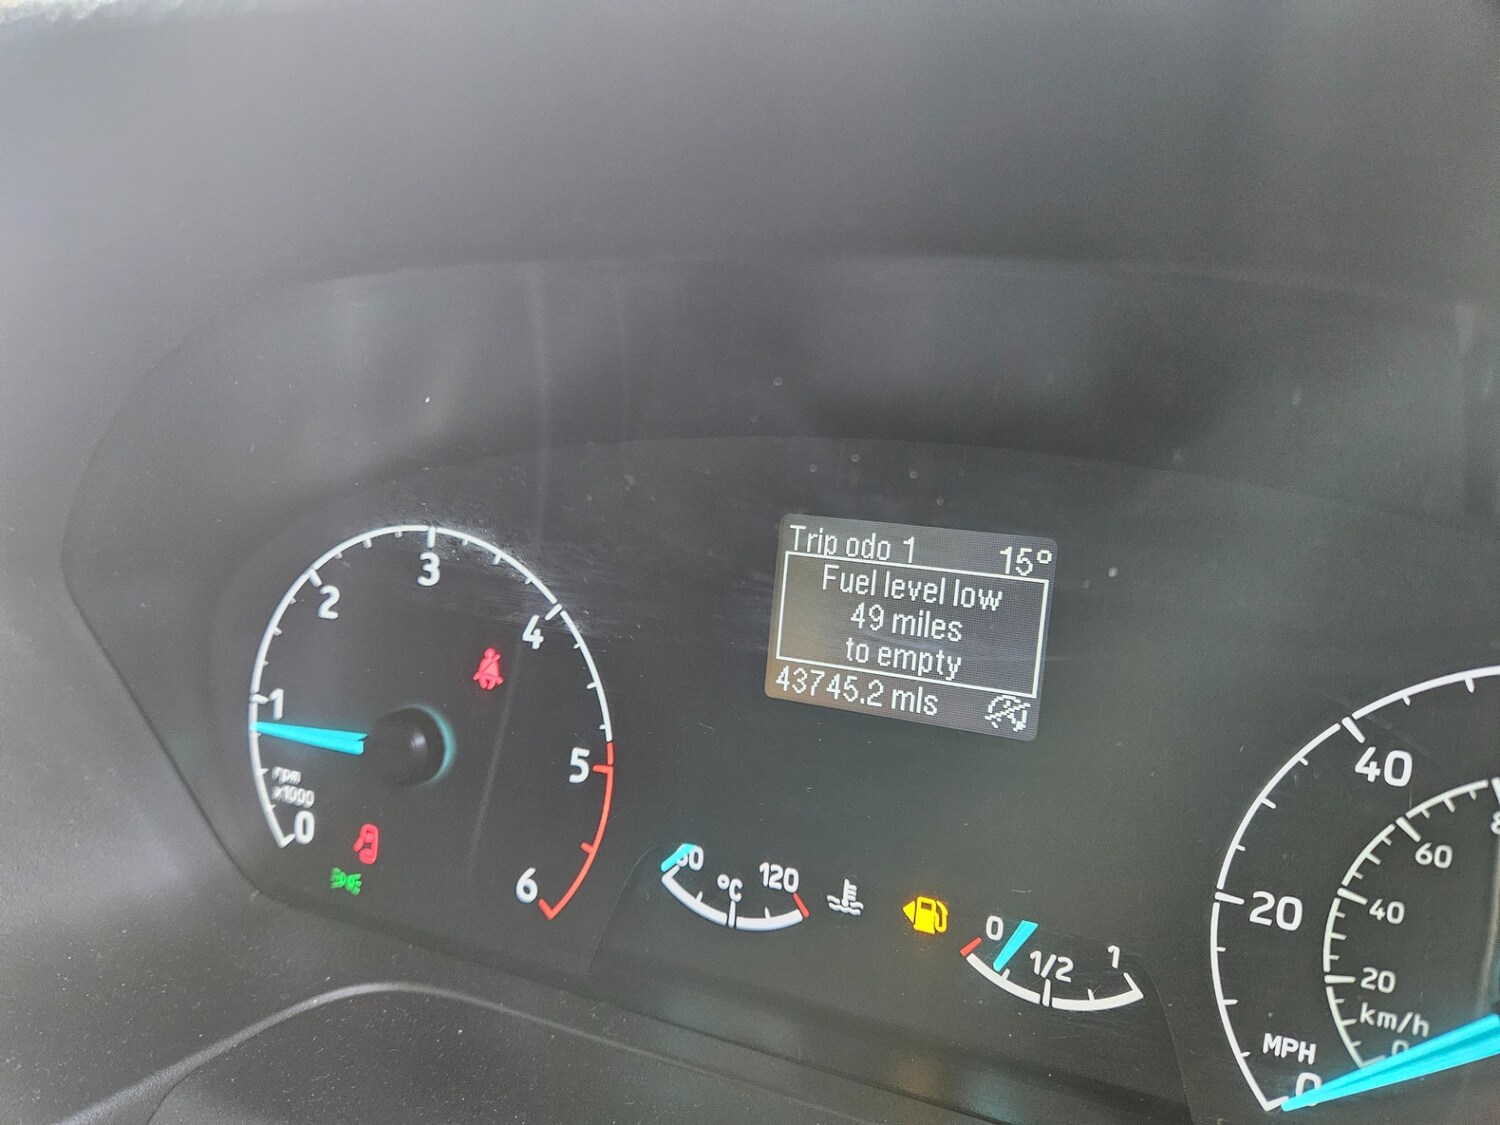 Trip odo 1 15°
Fuel level low
49 miles
to empty
43745.2 mls
0
1
2
3
4
5
6
rpm
x1000
120
°C
0
1/2
1
0
20
40
MPH
20
40
60
km/h
0